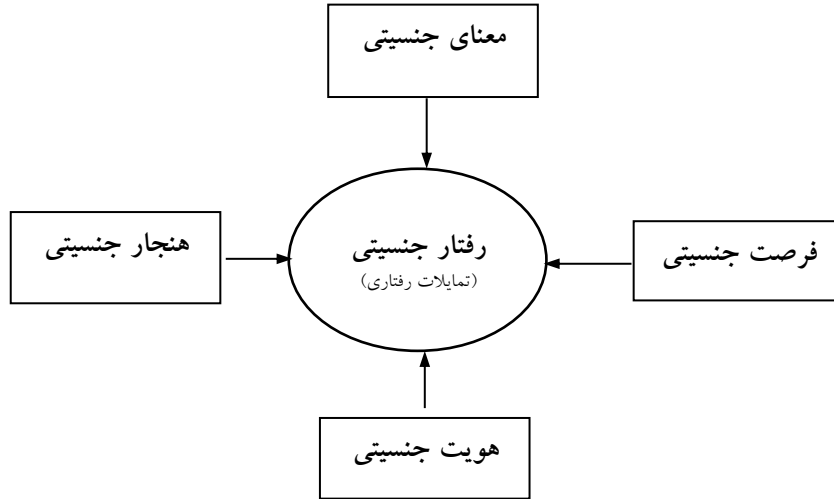 معنای جنسیتی
فرصت جنسیتی
رفتار جنسیتی
(تمایلات رفتاری)
هنجار جنسیتی
هویت جنسیتی